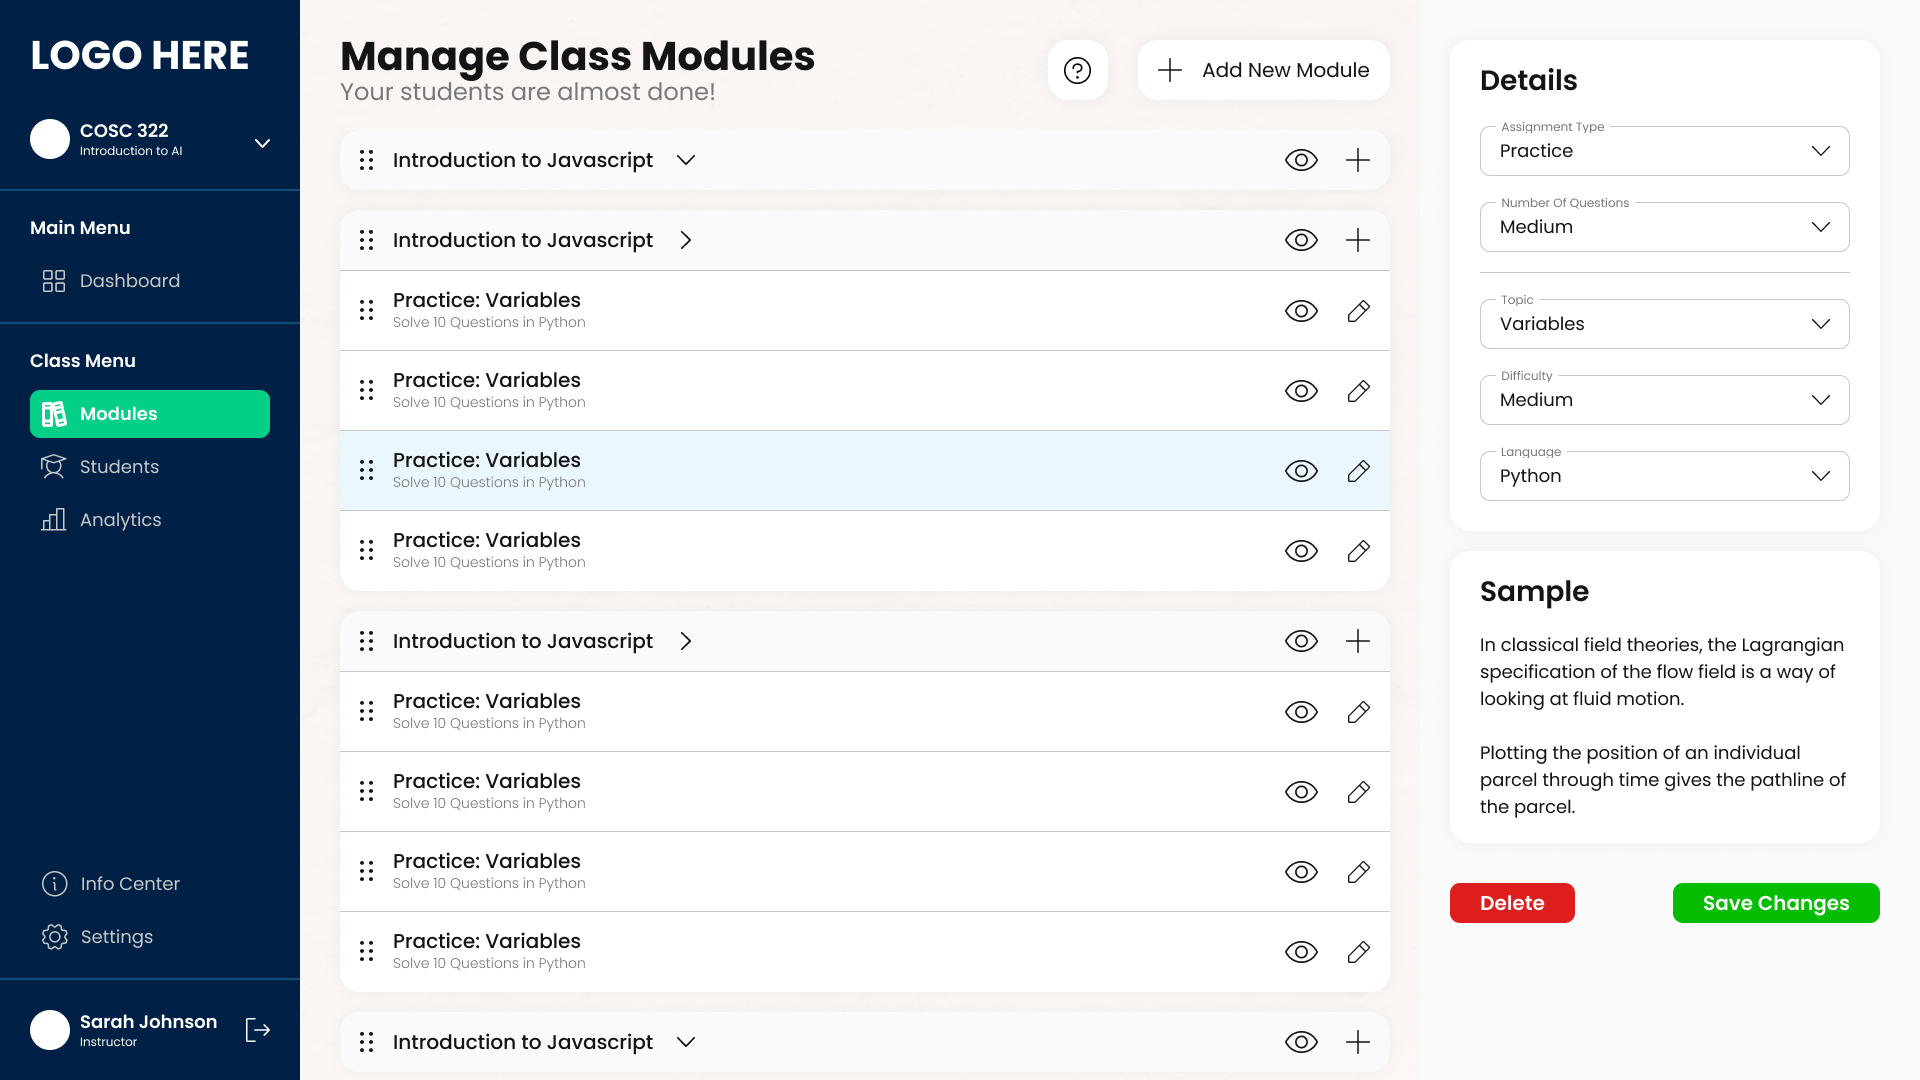 LOGO HERE
COSC 322
Introduction to AI
Main Menu
Dashboard
Class Menu
Modules
Students
Analytics
Info Center
Settings
Sarah Johnson
Instructor
Manage Class Modules
Your students are almost done!
Add New Module
Introduction to Javascript
Introduction to Javascript
Practice: Variables
Solve 10 Questions in Python
Practice: Variables
Solve 10 Questions in Python
Practice: Variables
Solve 10 Questions in Python
Practice: Variables
Solve 10 Questions in Python
Introduction to Javascript
Practice: Variables
Solve 10 Questions in Python
Practice: Variables
Solve 10 Questions in Python
Practice: Variables
Solve 10 Questions in Python
Practice: Variables
Solve 10 Questions in Python
Introduction to Javascript
Details
Assignment Type
Practice
Number Of Questions
Medium
Topic
Variables
Difficulty
Medium
Language
Python
Sample
In classical field theories, the Lagrangian
specification of the flow field is a way of
looking at fluid motion.
Plotting the position of an individual
parcel through time gives the pathline of
the parcel.
Delete
Save Changes